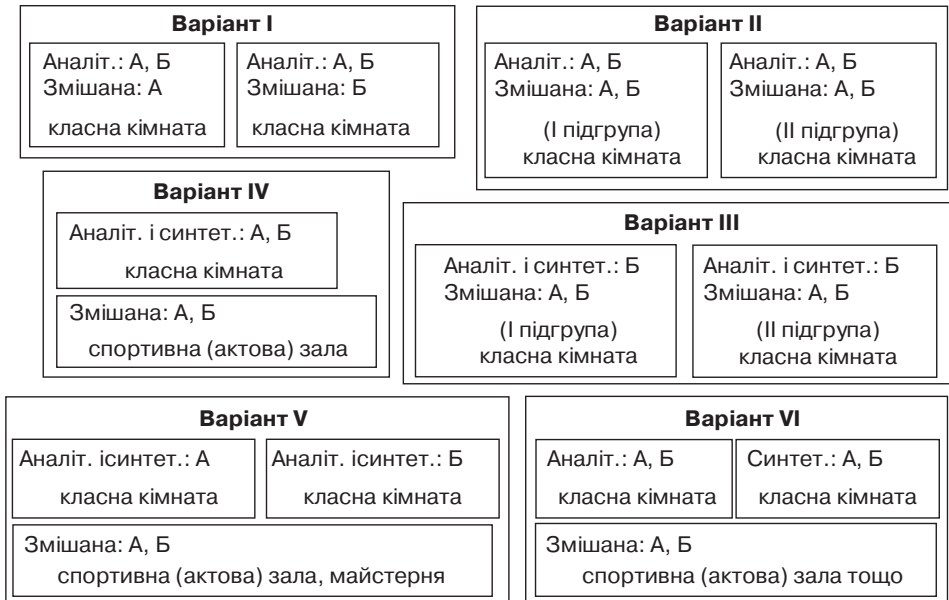 Варіант I
Аналіт.: А, Б
Змішана: А
класна кімната
Аналіт.: А, Б
Змішана: Б
класна кімната
Варіант II
Аналіт.: А, Б
Змішана: А, Б
(I підгрупа)
класна кімната
Аналіт.: А, Б
Змішана: А, Б
(II підгрупа)
класна кімната
Варіант IV
Аналіт. і синтет.: А, Б
класна кімната
Змішана: А, Б
спортивна (актова) зала
Варіант III
Аналіт. і синтет.: Б
Змішана: А, Б
(I підгрупа)
класна кімната
Аналіт. і синтет.: Б
Змішана: А, Б
(II підгрупа)
класна кімната
Варіант V
Аналіт. ісинтет.: А
класна кімната
Аналіт. ісинтет.: Б
класна кімната
Змішана: А, Б
спортивна (актова) зала, майстерня
Варіант VI
Аналіт.: А, Б
класна кімната
Синтет.: А, Б
класна кімната
Змішана: А, Б
спортивна (актова) зала тощо